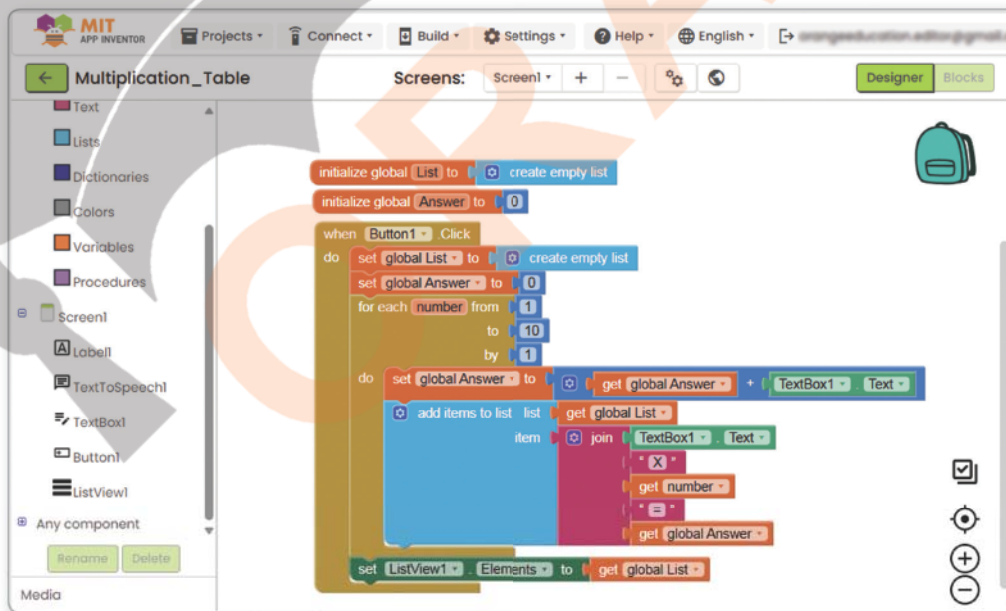 MIT
APP INVENTOR
Projects
Connect
Build
Settings
Help
English
Multiplication_Table
Screens:
Screen1
+
−
Designer
Blocks
Text
Lists
Dictionaries
Colors
Variables
Procedures
Screen1
Label1
TextToSpeech1
TextBox1
Button1
ListView1
Any component
Rename
Delete
Media
initialize global List to create empty list
initialize global Answer to 0
when Button1 .Click
do set global List to create empty list
set global Answer to 0
for each number from 1
to 10
by 1
do set global Answer to get global Answer + TextBox1 . Text
add items to list list get global List
item join TextBox1 . Text
" X "
get number
" = "
get global Answer
set ListView1 . Elements to get global List